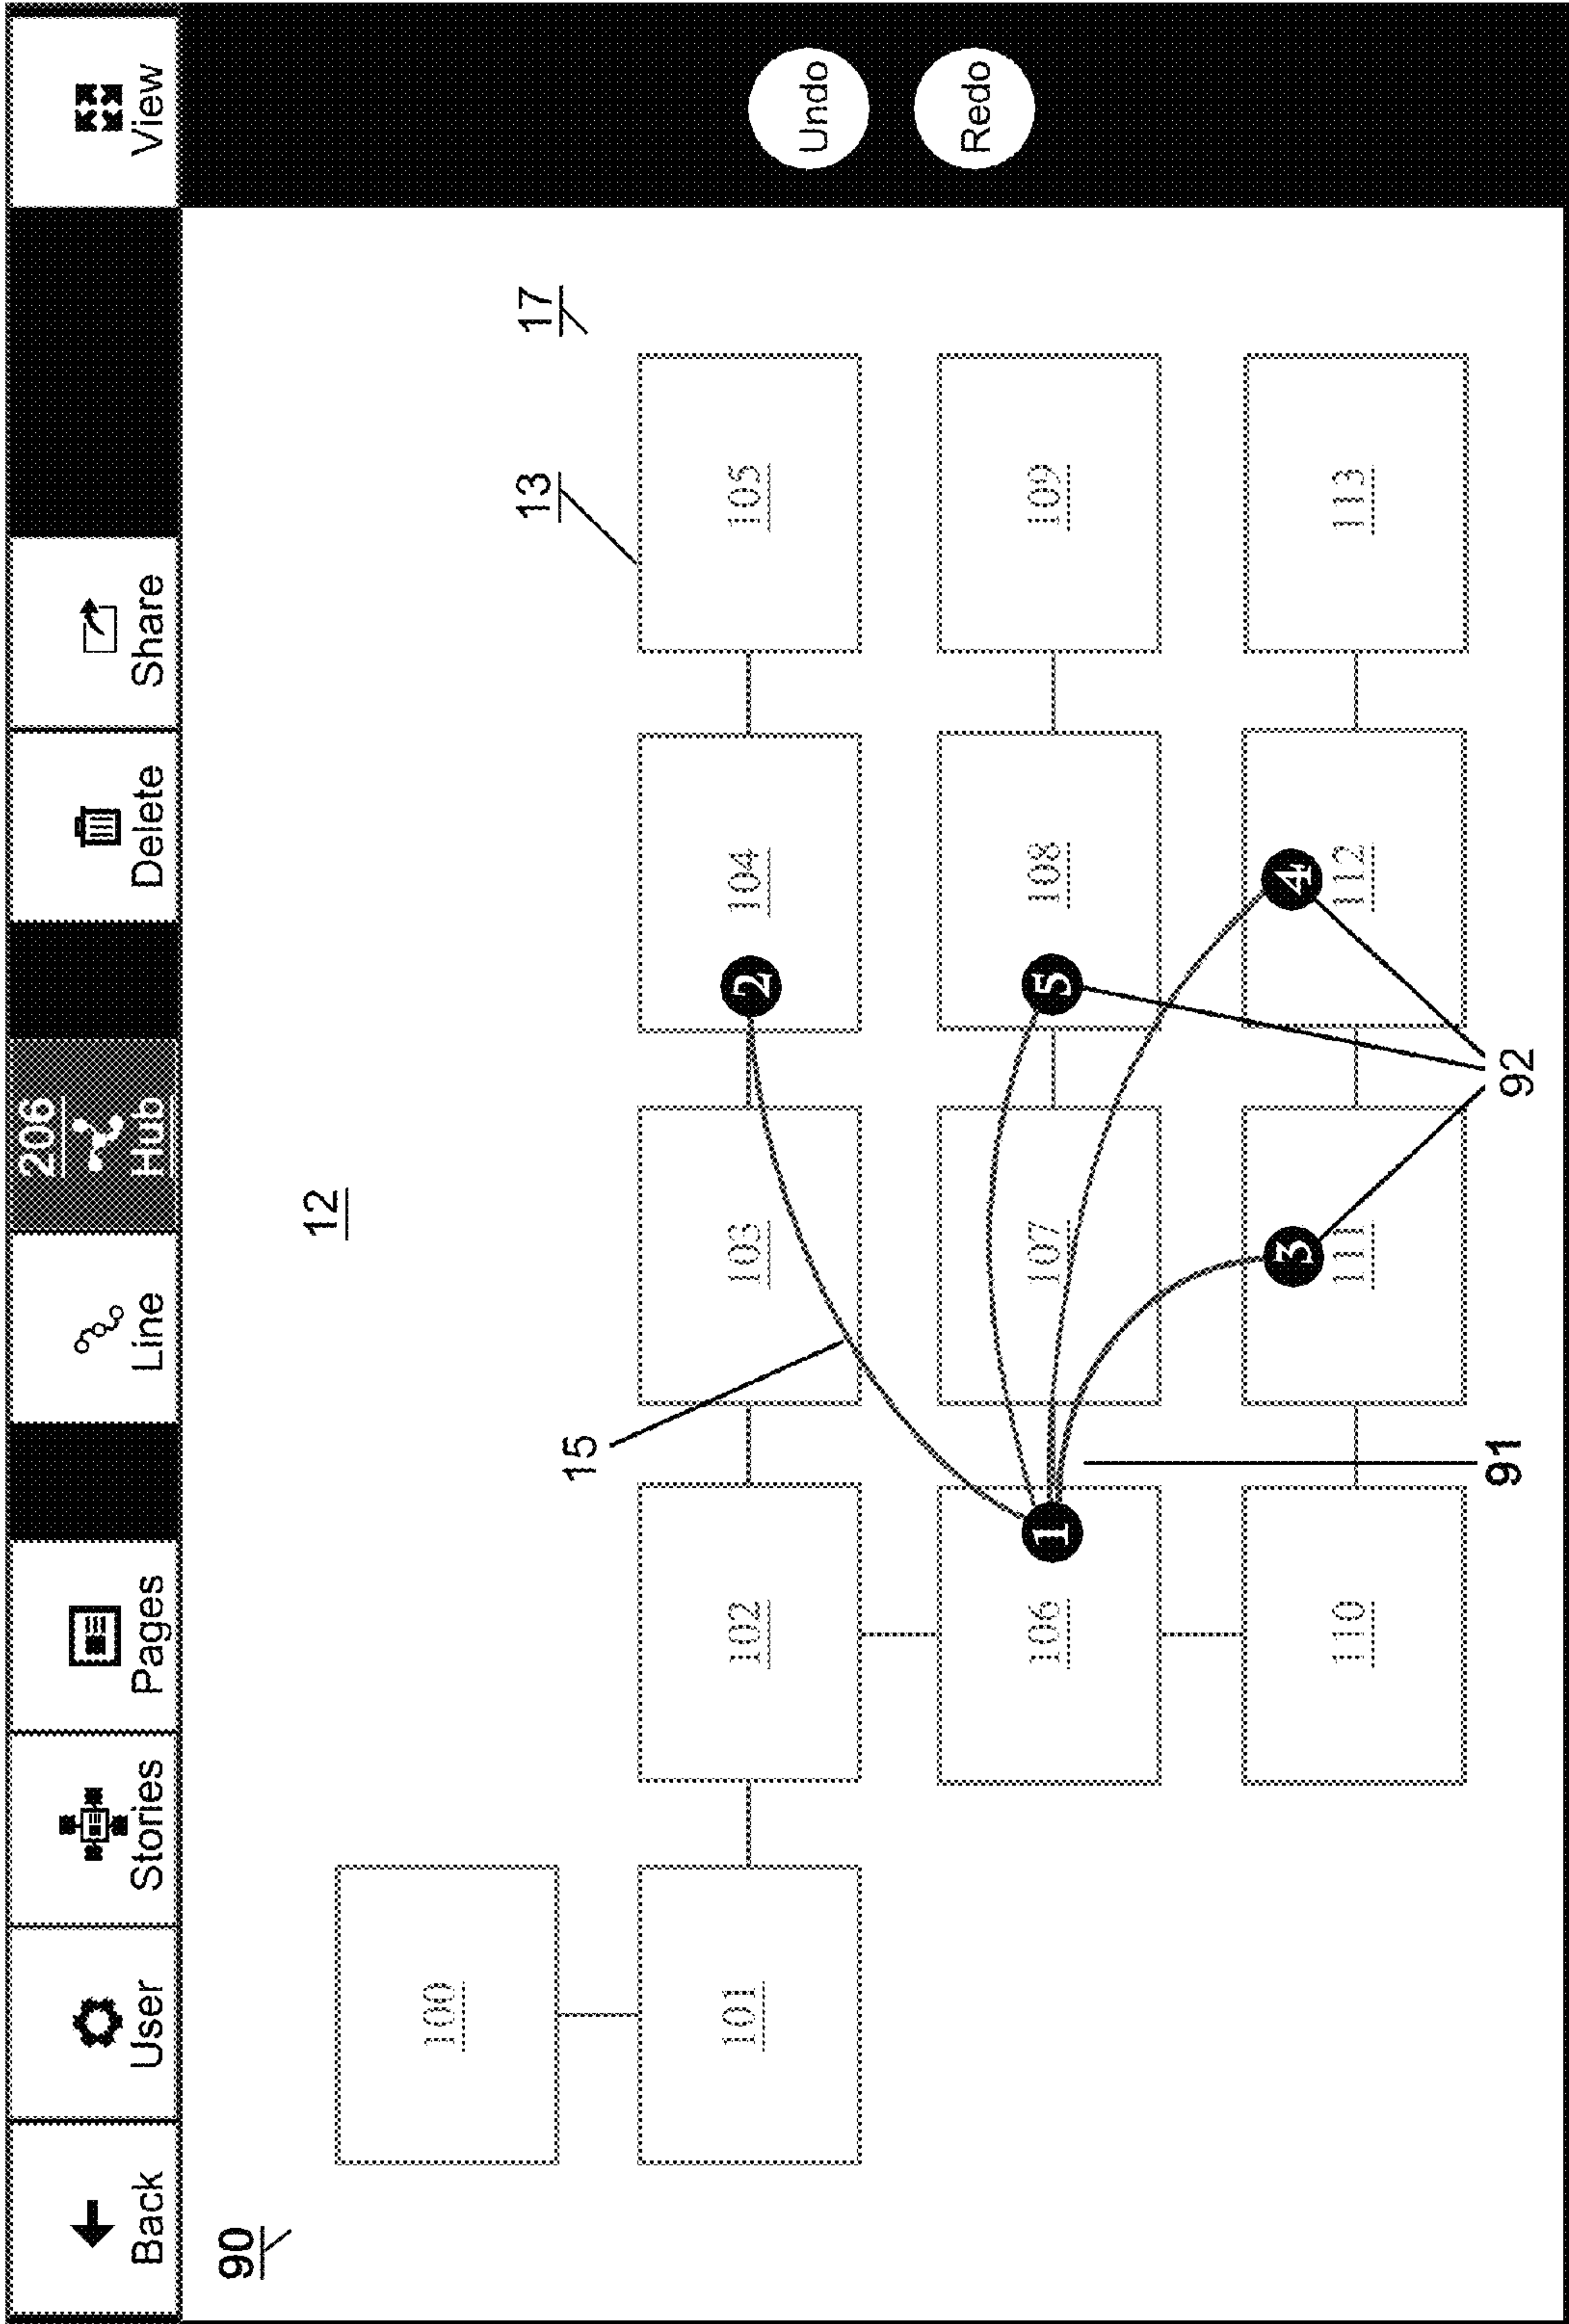 Back
User
Stories
Pages
Line
206
Hub
Delete
Share
View
90
12
17
13
15
100
101
102
103
104
105
2
106
107
108
109
1
5
110
111
112
113
3
4
91
92
Undo
Redo